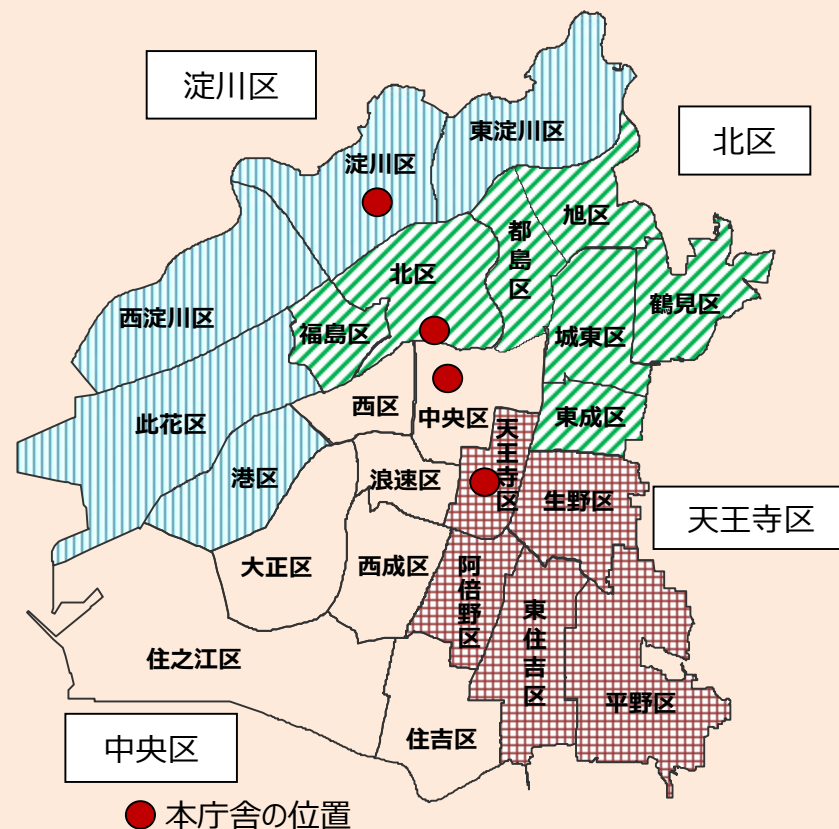 淀川区
北区
東淀川区
淀川区
旭区
都島区
北区
鶴見区
西淀川区
福島区
城東区
西区
中央区
東成区
此花区
天王寺区
港区
浪速区
生野区
天王寺区
大正区
西成区
阿倍野区
東住吉区
住之江区
平野区
住吉区
中央区
本庁舎の位置